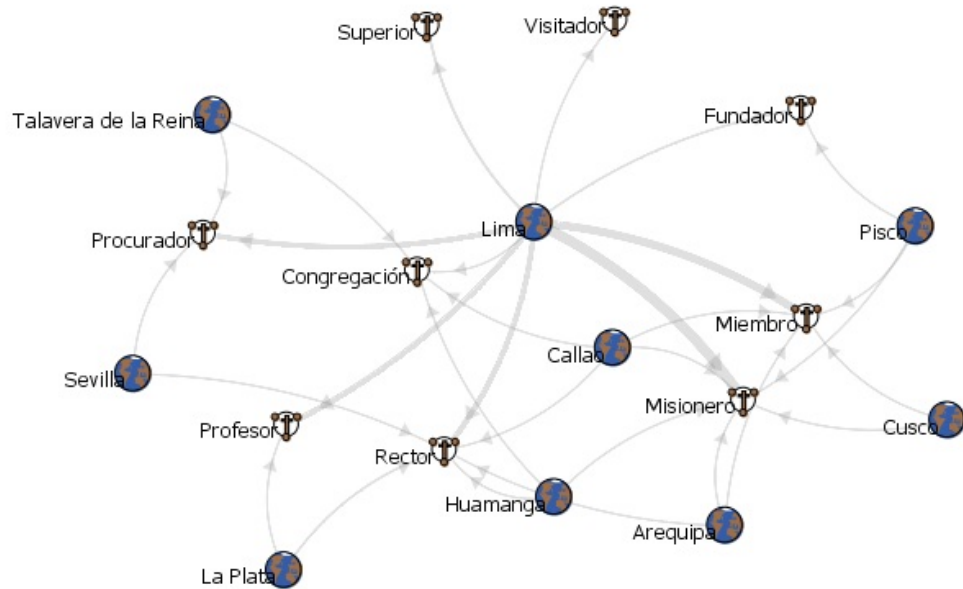 Superior
Visitador
Talavera de la Reina
Fundador
Lima
Pisco
Procurador
Congregación
Miembro
Callao
Sevilla
Misionero
Cusco
Profesor
Rector
Huamanga
Arequipa
La Plata